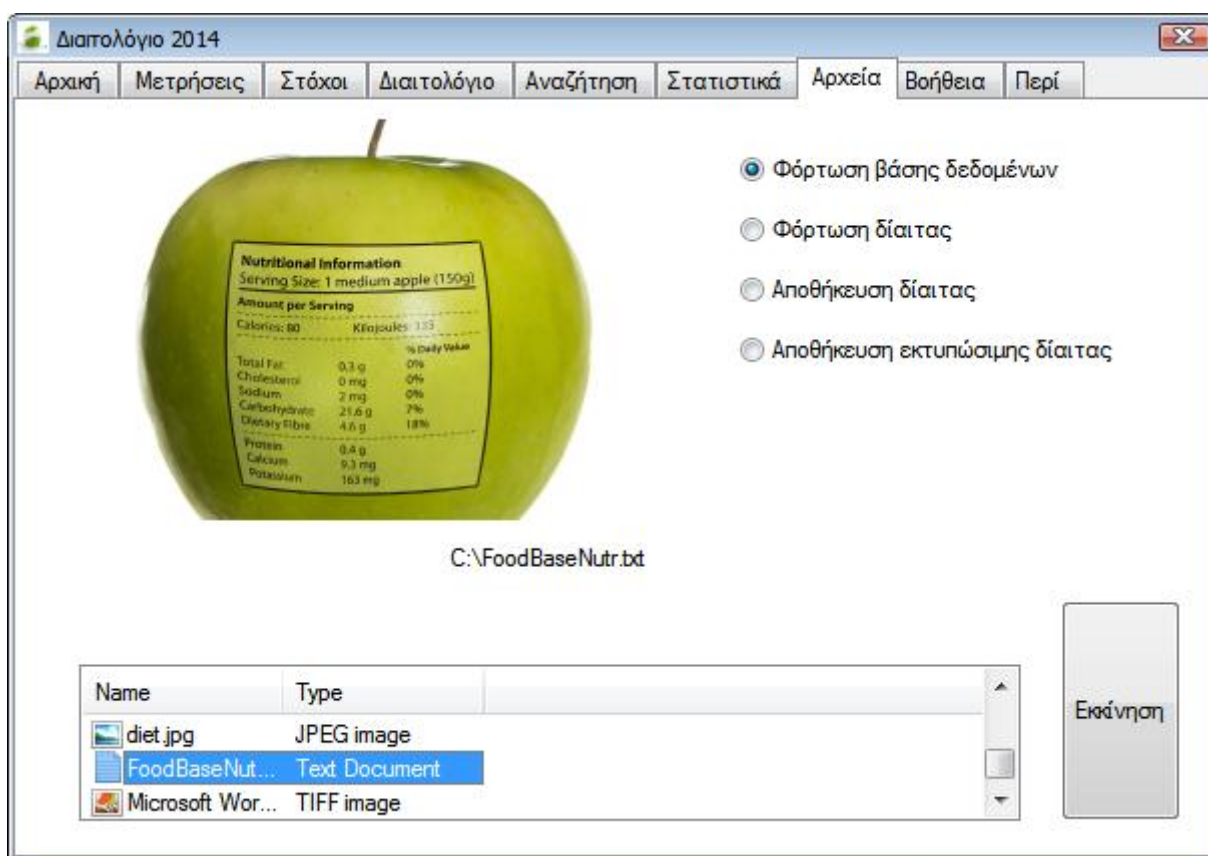 Διαιτολόγιο 2014
Αρχική Μετρήσεις Στόχοι Διαιτολόγιο Αναζήτηση Στατιστικά Αρχεία Βοήθεια Περί
Nutritional Information
Serving Size: 1 medium apple (150g)
Amount per Serving
Calories: 80 Kilojoules: 335
% Daily Value
Total Fat 0.3 g 0%
Cholesterol 0 mg 0%
Sodium 2 mg 0%
Carbohydrate 21.6 g 7%
Dietary Fibre 4.6 g 18%
Protein 0.4 g
Calcium 9.3 mg
Potassium 163 mg
Φόρτωση βάσης δεδομένων
Φόρτωση δίαιτας
Αποθήκευση δίαιτας
Αποθήκευση εκτυπώσιμης δίαιτας
C:\FoodBaseNutr.txt
Name Type
diet.jpg JPEG image
FoodBaseNut... Text Document
Microsoft Wor... TIFF image
Εκκίνηση